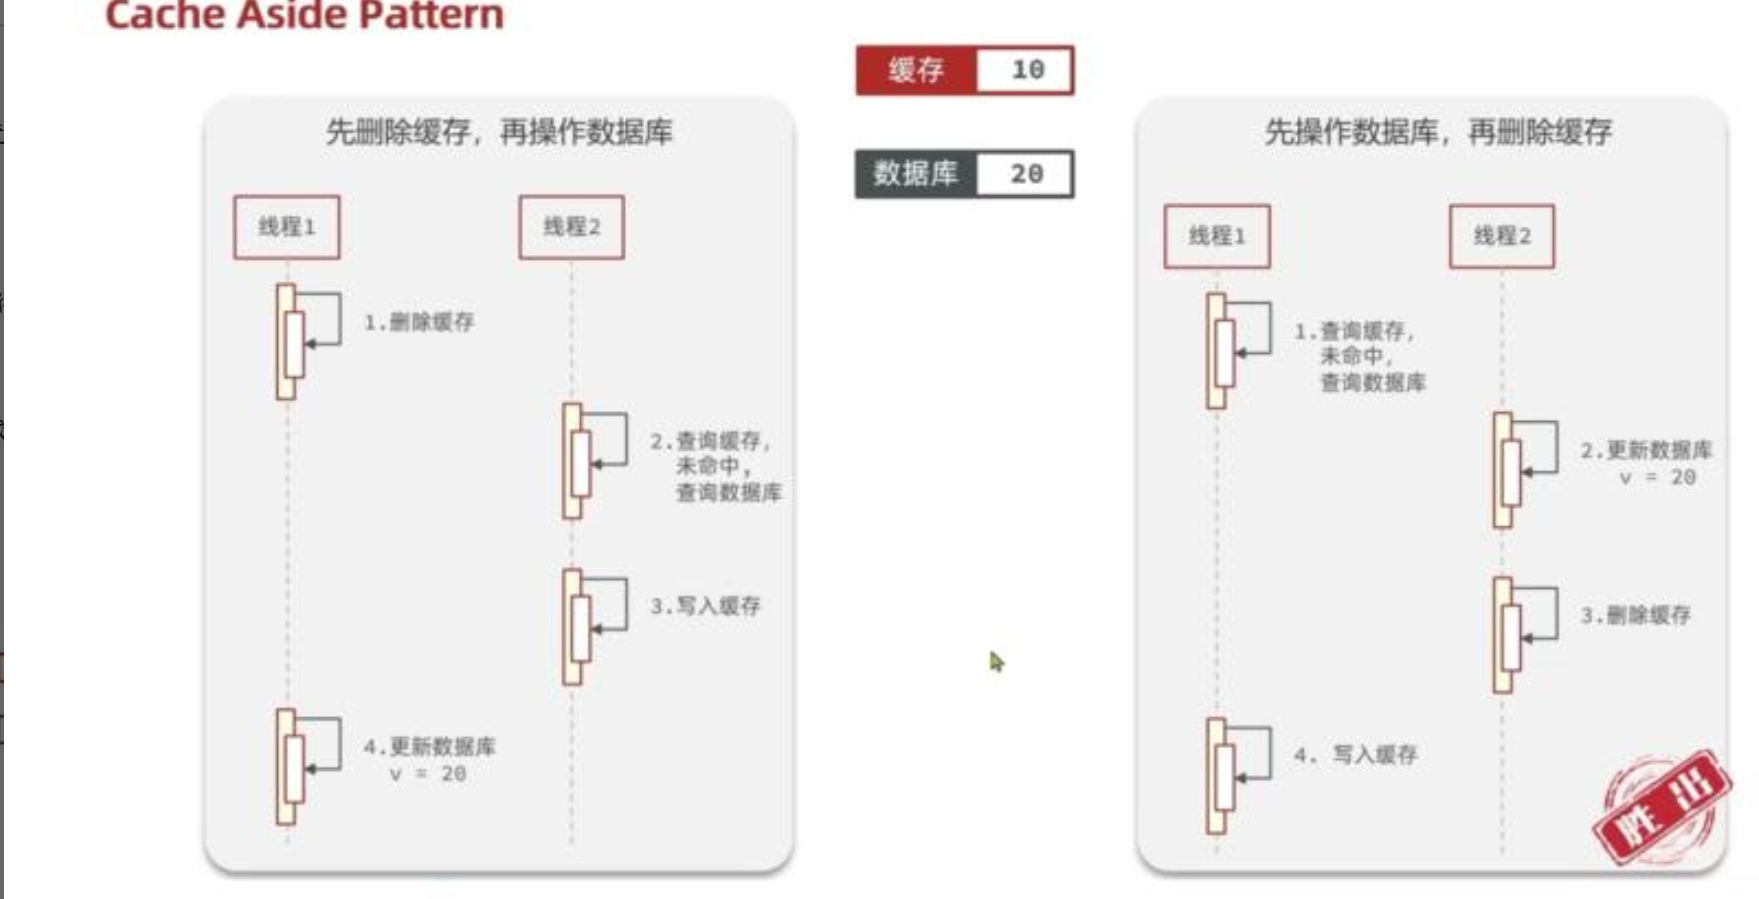 Cache Aside Pattern
缓存 10
数据库 20
先删除缓存，再操作数据库
线程1
线程2
1.删除缓存
2.查询缓存，
未命中，
查询数据库
3.写入缓存
4.更新数据库
v = 20
先操作数据库，再删除缓存
线程1
线程2
1.查询缓存，
未命中，
查询数据库
2.更新数据库
v = 20
3.删除缓存
4. 写入缓存
胜出